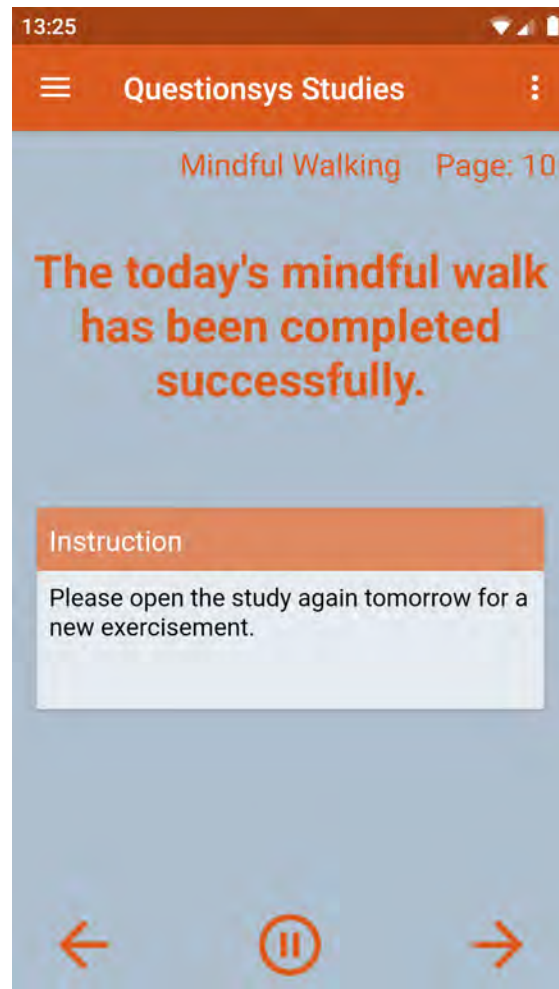 13:25
Questionsys Studies
Mindful Walking Page: 10
The today's mindful walk
has been completed
successfully.
Instruction
Please open the study again tomorrow for a
new exercisement.